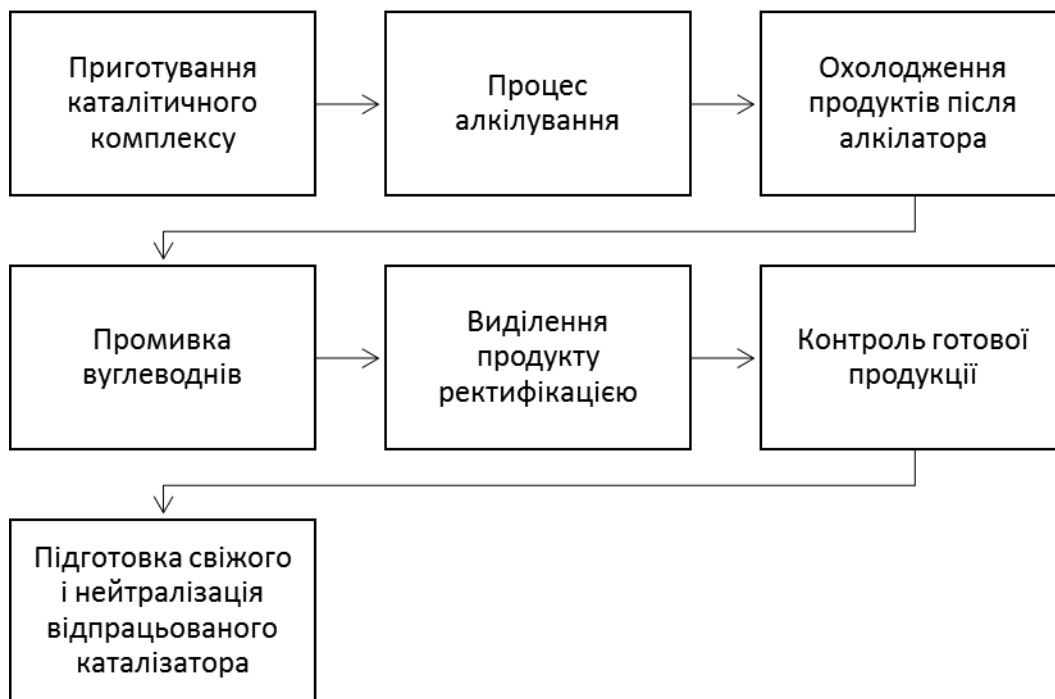 Приготування
каталітичного
комплексу
Процес
алкілування
Охолодження
продуктів після
алкілатора
Промивка
вуглеводнів
Виділення
продукту
ректифікацією
Контроль готової
продукції
Підготовка свіжого
і нейтралізація
відпрацьованого
каталізатора